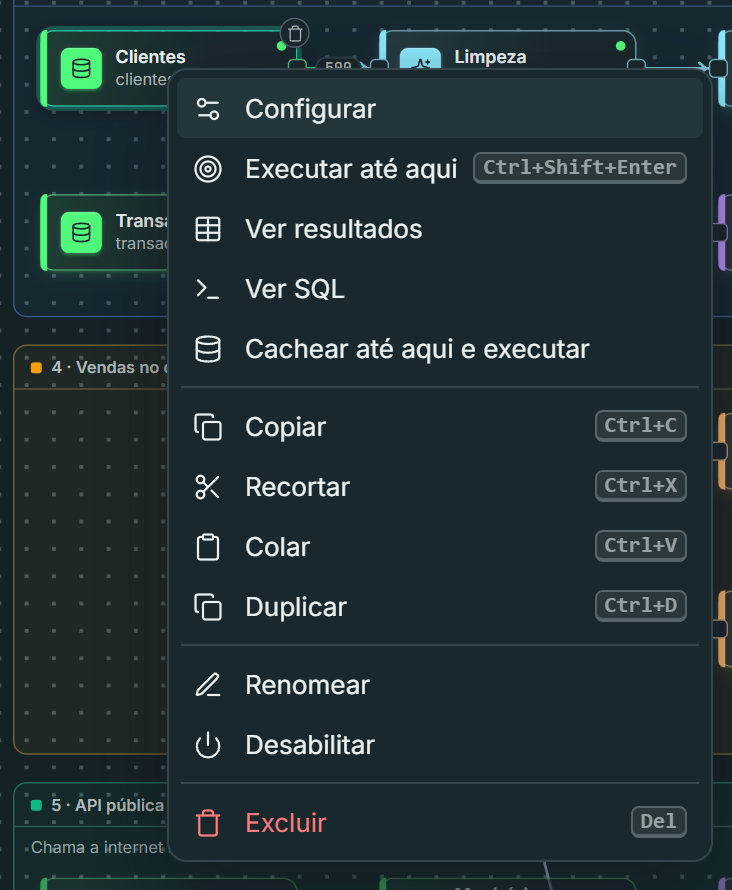 Clientes
500
Limpeza
Configurar
Executar até aqui Ctrl+Shift+Enter
Ver resultados
Ver SQL
Cachear até aqui e executar
4 · Vendas no
Copiar Ctrl+C
Recortar Ctrl+X
Colar Ctrl+V
Duplicar Ctrl+D
Renomear
Desabilitar
5 · API pública
Excluir Del
Chama a internet